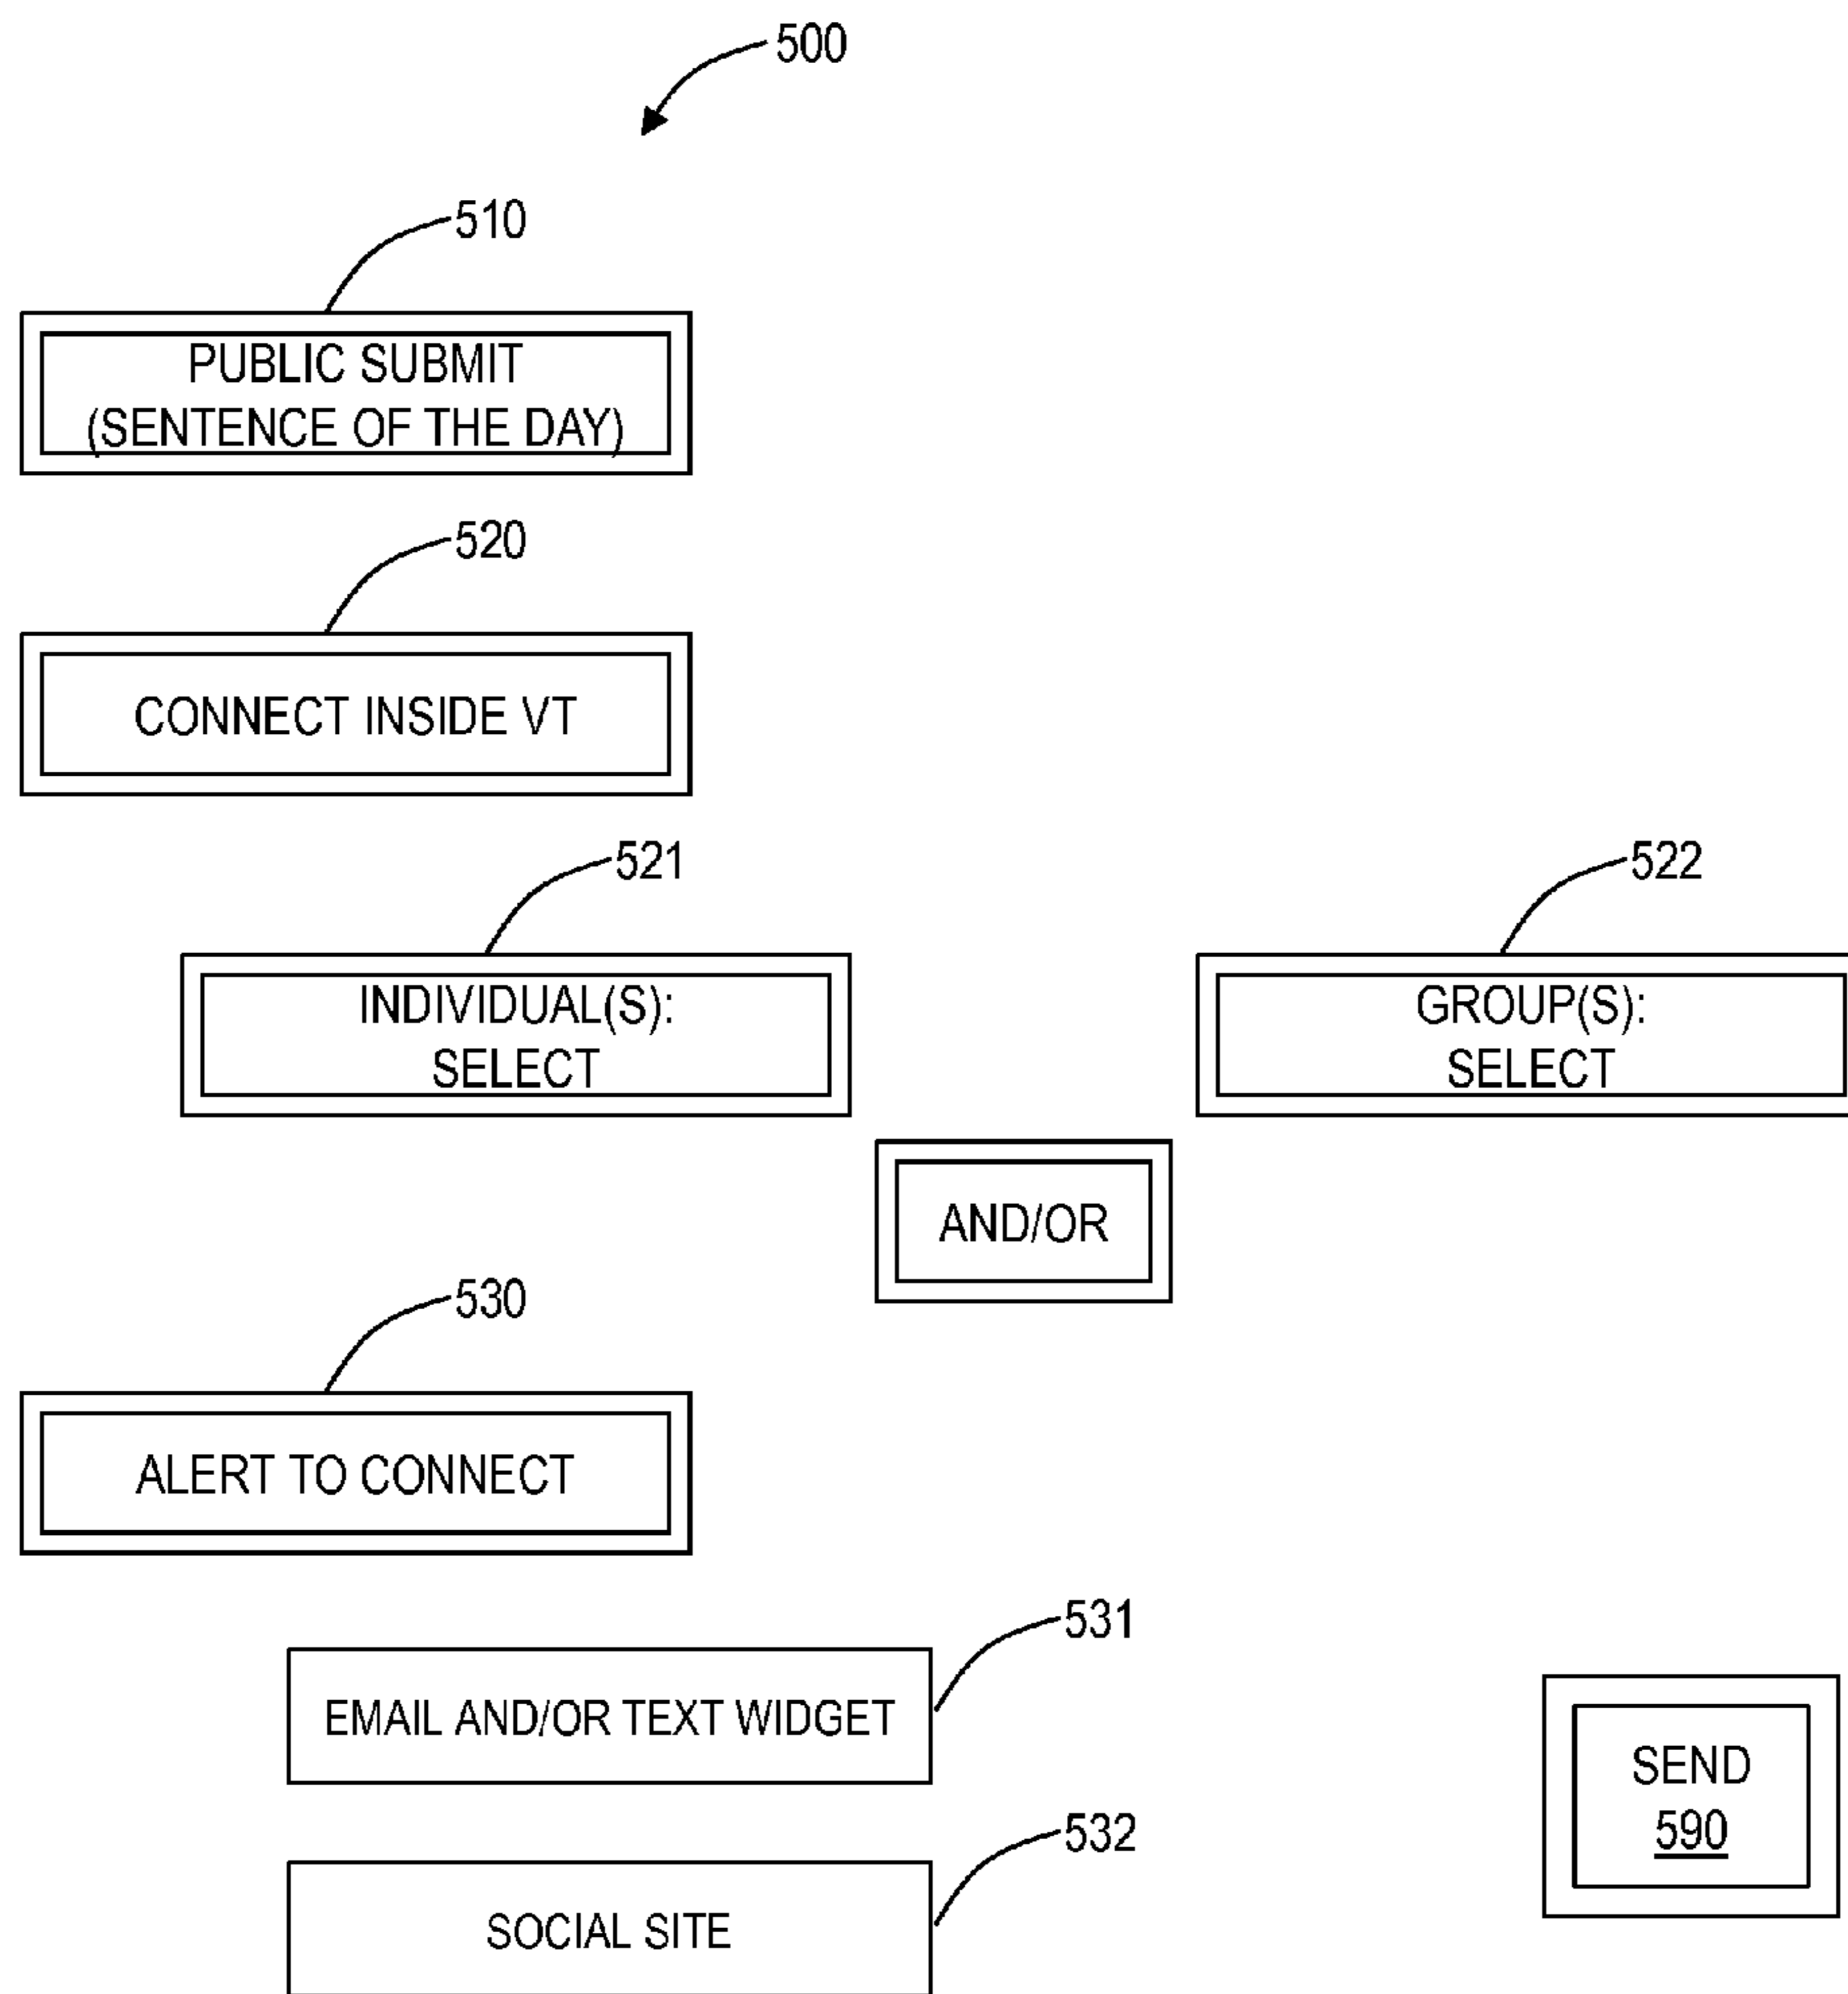 500
510
PUBLIC SUBMIT
(SENTENCE OF THE DAY)
520
CONNECT INSIDE VT
521
INDIVIDUAL(S):
SELECT
522
GROUP(S):
SELECT
AND/OR
530
ALERT TO CONNECT
531
EMAIL AND/OR TEXT WIDGET
532
SOCIAL SITE
SEND
590